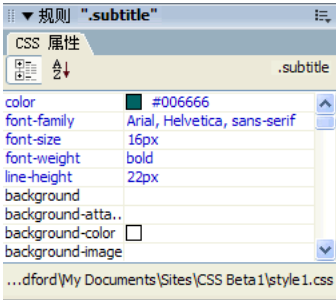 规则 ".subtitle"
CSS 属性
.subtitle
color #006666
font-family Arial, Helvetica, sans-serif
font-size 16px
font-weight bold
line-height 22px
background
background-atta..
background-color
background-image
...dford\My Documents\Sites\CSS Beta1\style1.css